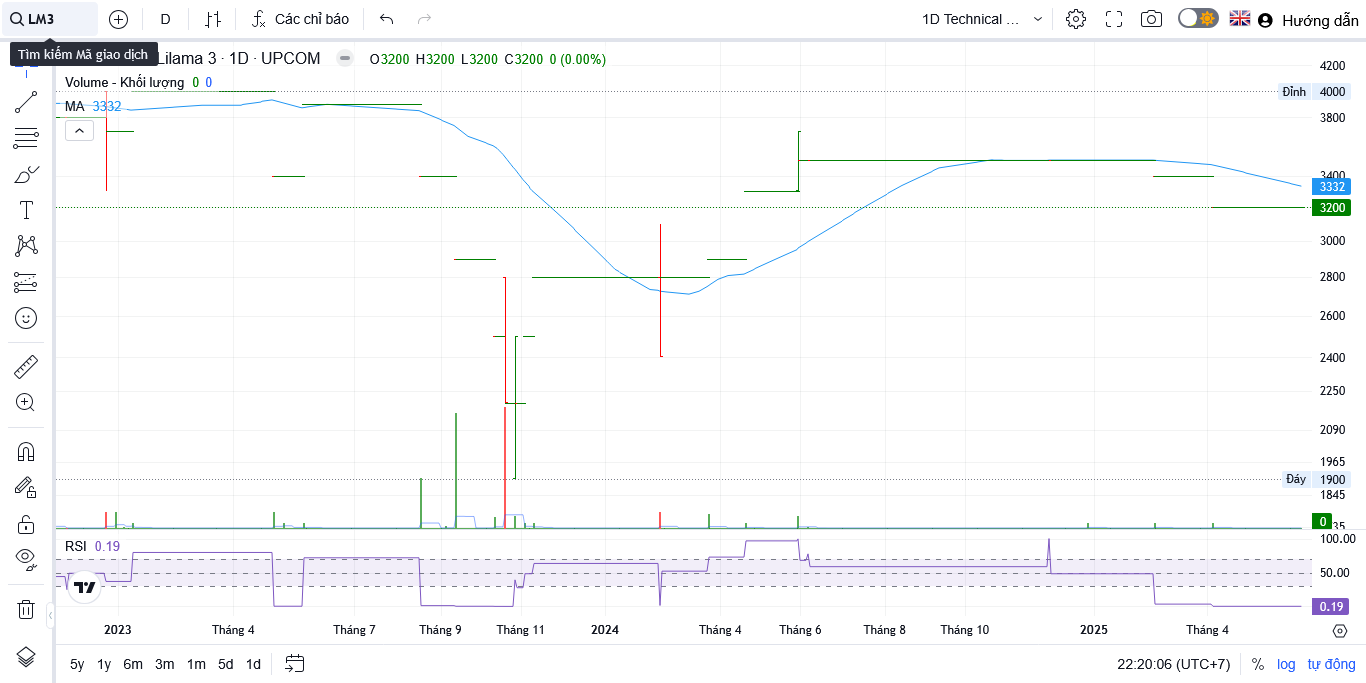 LM3 D Các chỉ báo 1D Technical ... Hướng dẫn
Tìm kiếm Mã giao dịch
Lilama 3 · 1D · UPCOM O3200 H3200 L3200 C3200 0 (0.00%)
Volume - Khối lượng 0 0
MA 3332
4200
Đỉnh 4000
3800
3400
3332
3200
3000
2800
2600
2400
2250
2090
1965
Đáy 1900
1845
0
35
RSI 0.19
100.00
50.00
0.19
2023 Tháng 4 Tháng 7 Tháng 9 Tháng 11 2024 Tháng 4 Tháng 6 Tháng 8 Tháng 10 2025 Tháng 4
5y 1y 6m 3m 1m 5d 1d 22:20:06 (UTC+7) % log tự động